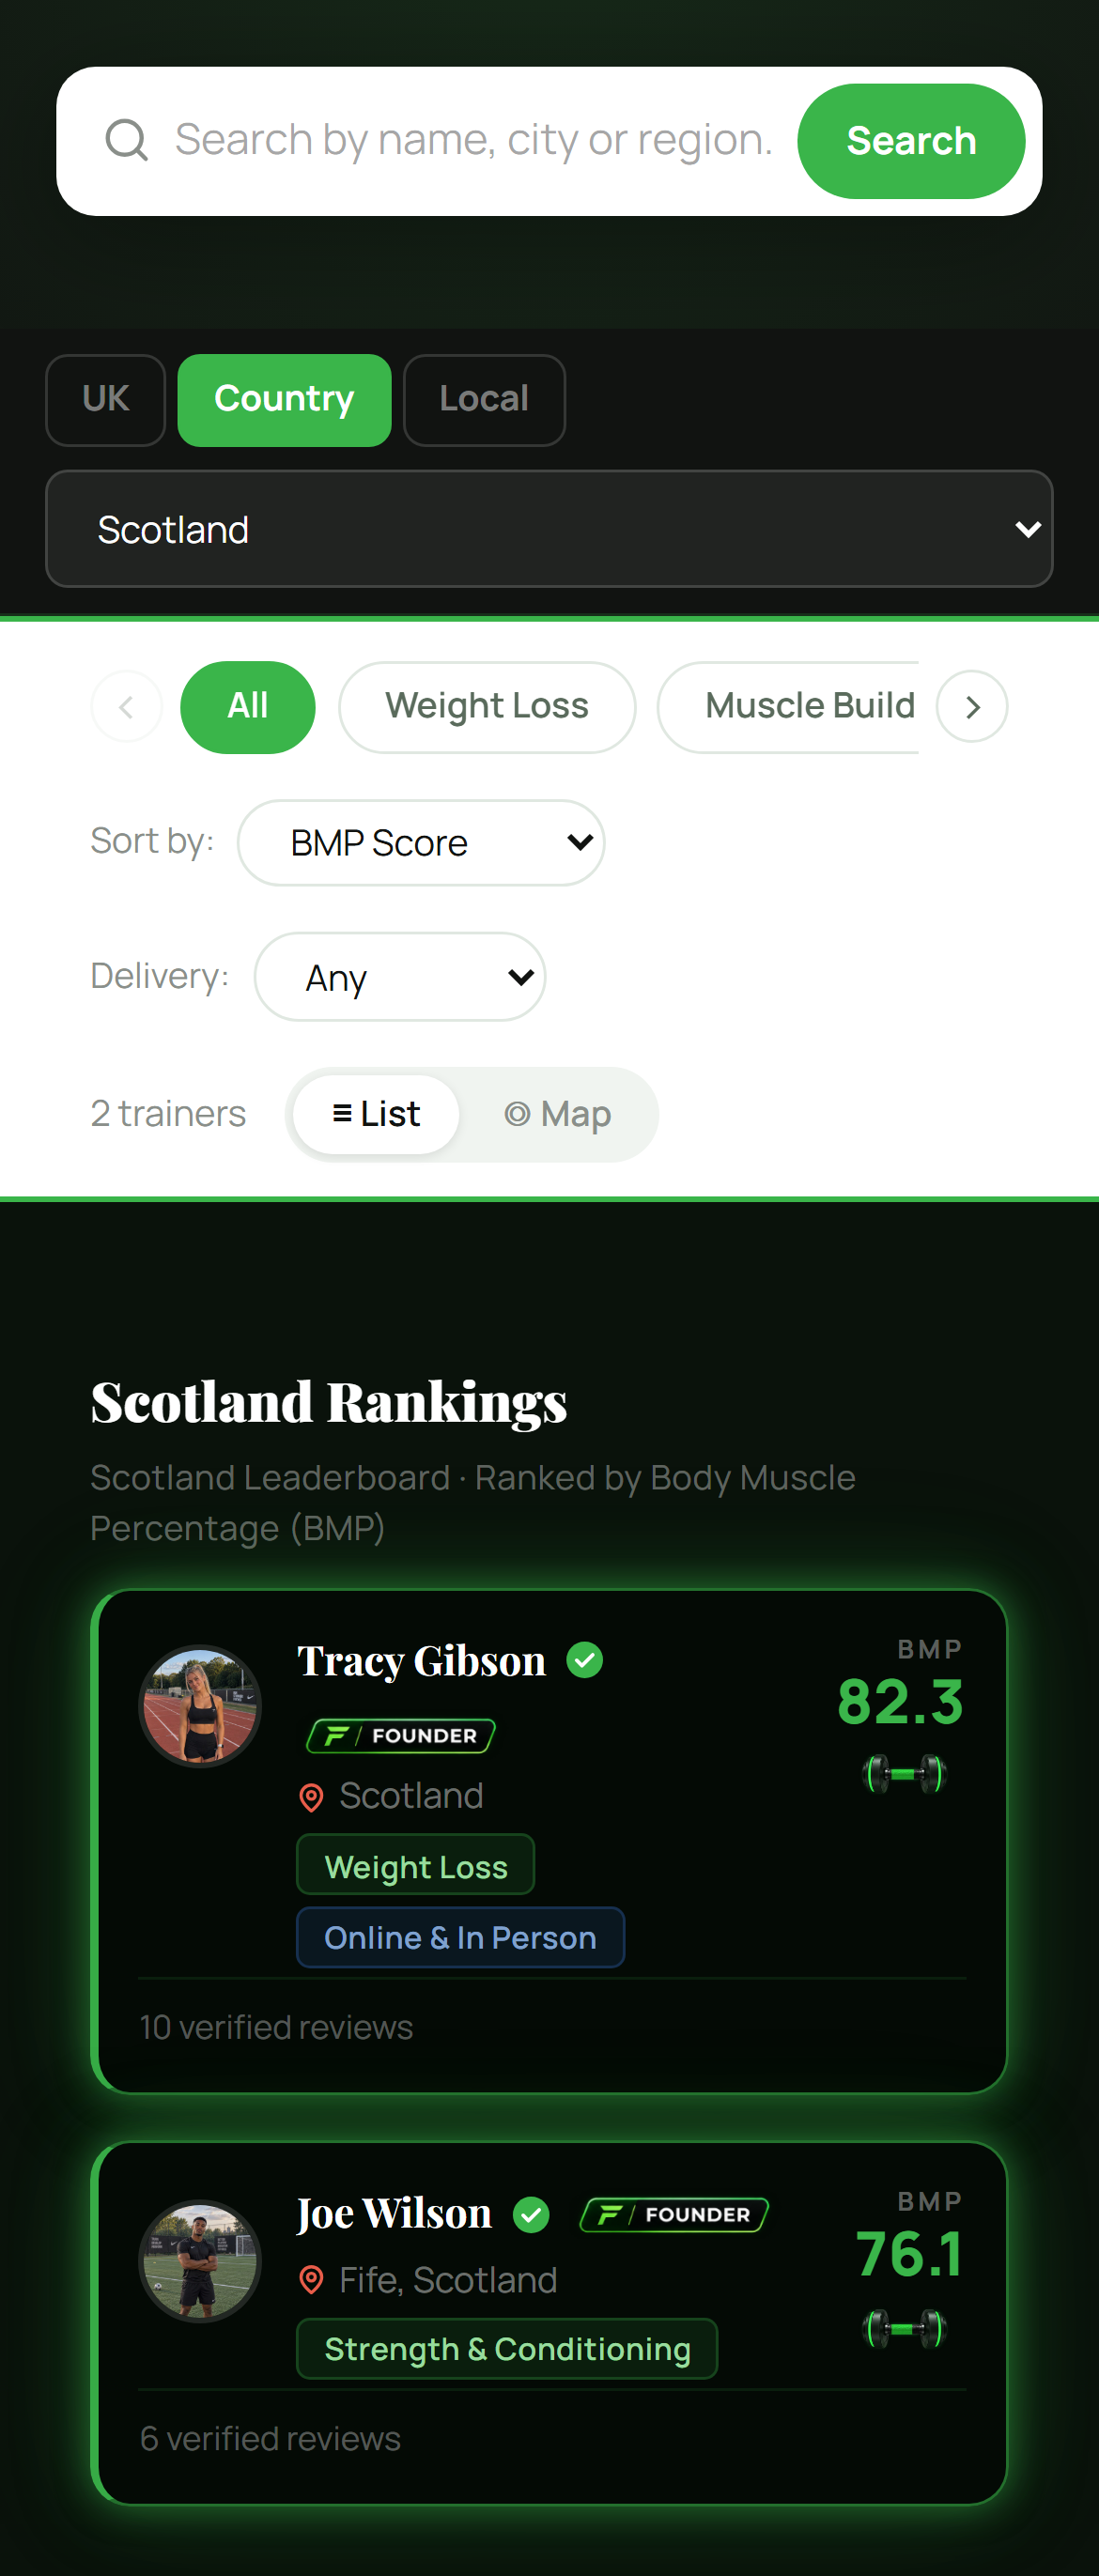 Search by name, city or region.
Search
UK
Country
Local
Scotland
All
Weight Loss
Muscle Build
Sort by:
BMP Score
Delivery:
Any
2 trainers
List
Map
Scotland Rankings
Scotland Leaderboard · Ranked by Body Muscle
Percentage (BMP)
Tracy Gibson
BMP
82.3
F / FOUNDER
Scotland
Weight Loss
Online & In Person
10 verified reviews
Joe Wilson
F / FOUNDER
BMP
76.1
Fife, Scotland
Strength & Conditioning
6 verified reviews